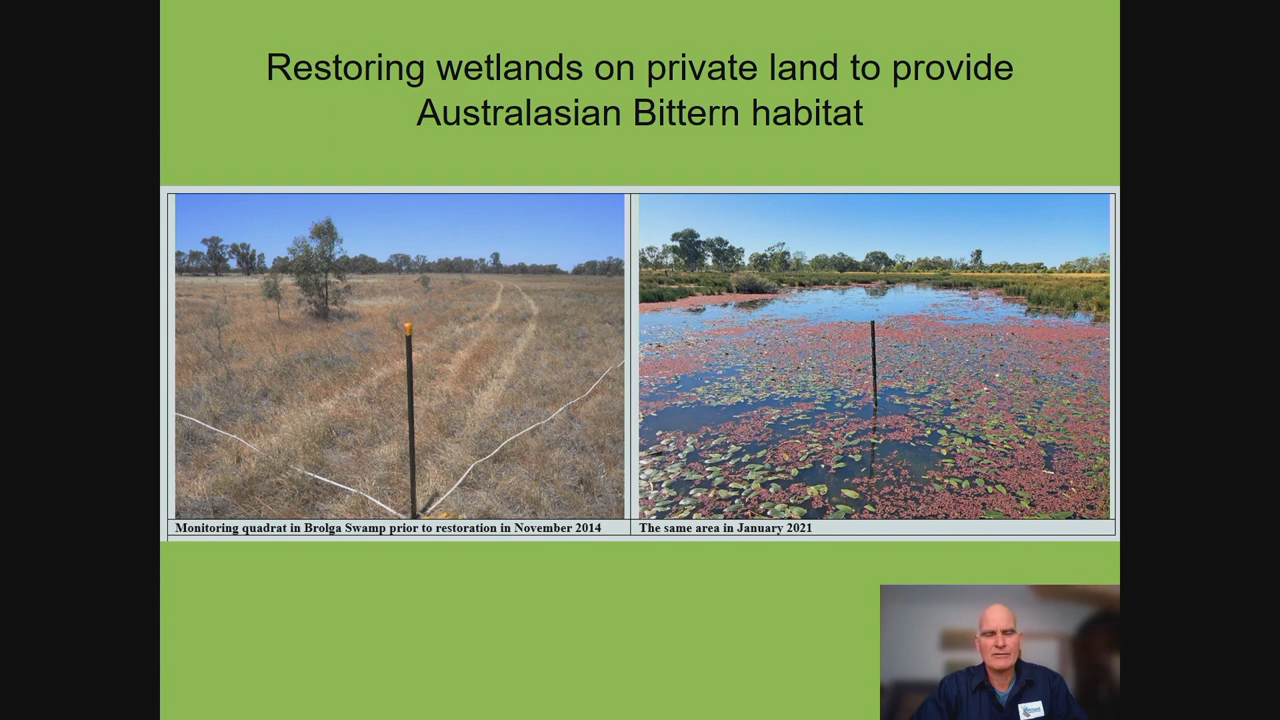 Restoring wetlands on private land to provide
Australasian Bittern habitat
Monitoring quadrat in Brolga Swamp prior to restoration in November 2014
The same area in January 2021